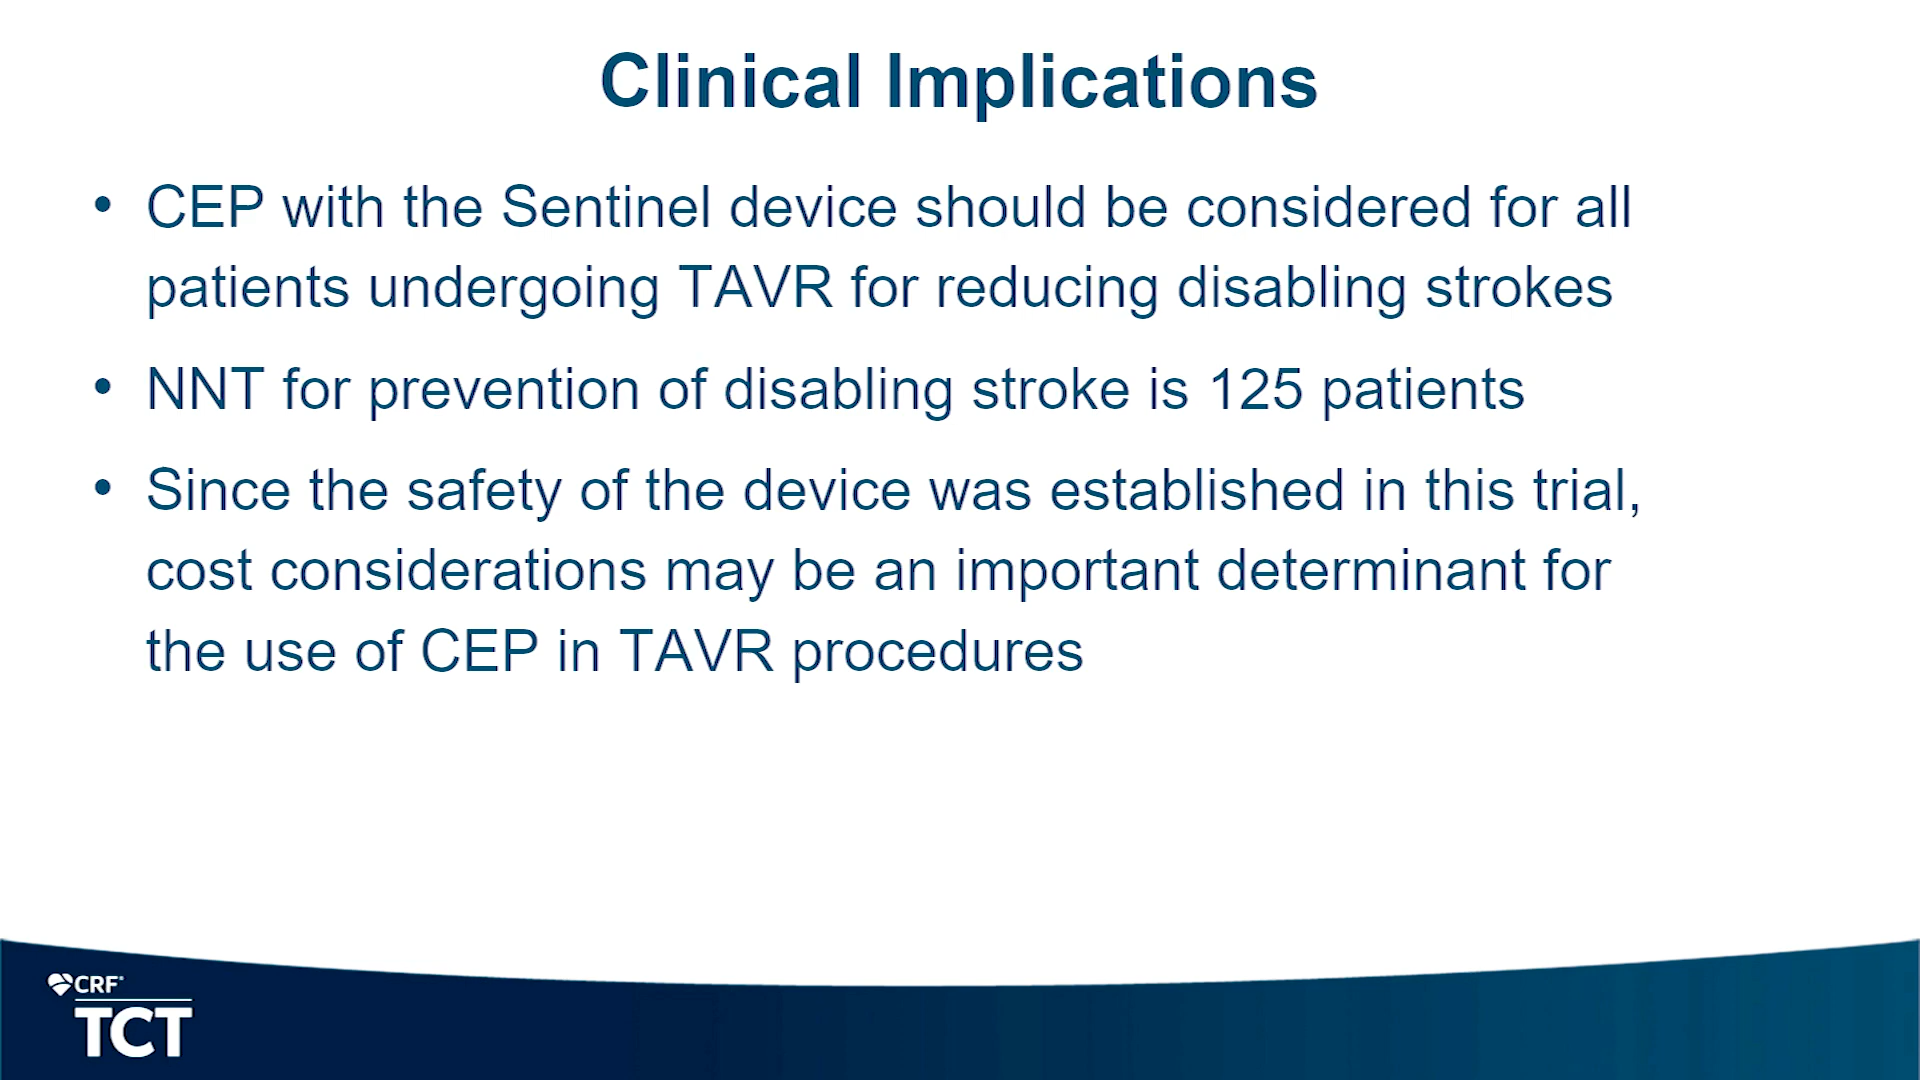 Clinical Implications
• CEP with the Sentinel device should be considered for all
patients undergoing TAVR for reducing disabling strokes
• NNT for prevention of disabling stroke is 125 patients
• Since the safety of the device was established in this trial,
cost considerations may be an important determinant for
the use of CEP in TAVR procedures
CRF®
TCT